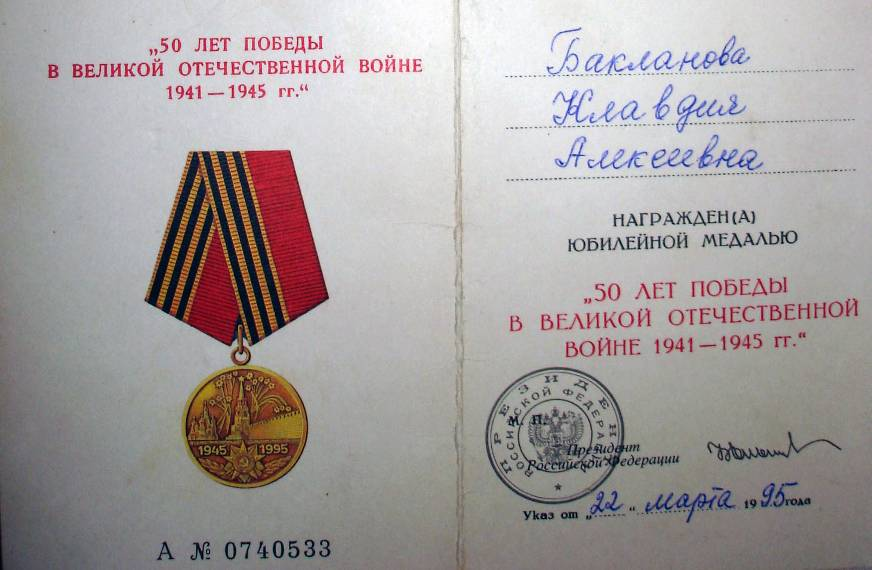 „50 ЛЕТ ПОБЕДЫ
В ВЕЛИКОЙ ОТЕЧЕСТВЕННОЙ ВОЙНЕ
1941 — 1945 гг.“
1945 1995
А № 0740533
Бакланова
Клавдия
Алексеевна
НАГРАЖДЕН(А)
ЮБИЛЕЙНОЙ МЕДАЛЬЮ
„50 ЛЕТ ПОБЕДЫ
В ВЕЛИКОЙ ОТЕЧЕСТВЕННОЙ
ВОЙНЕ 1941 — 1945 гг.“
ПРЕЗИДЕНТ
РОССИЙСКОЙ ФЕДЕРАЦИИ
М. П.
Президент
Российской Федерации
Указ от „22“ марта 1995 года